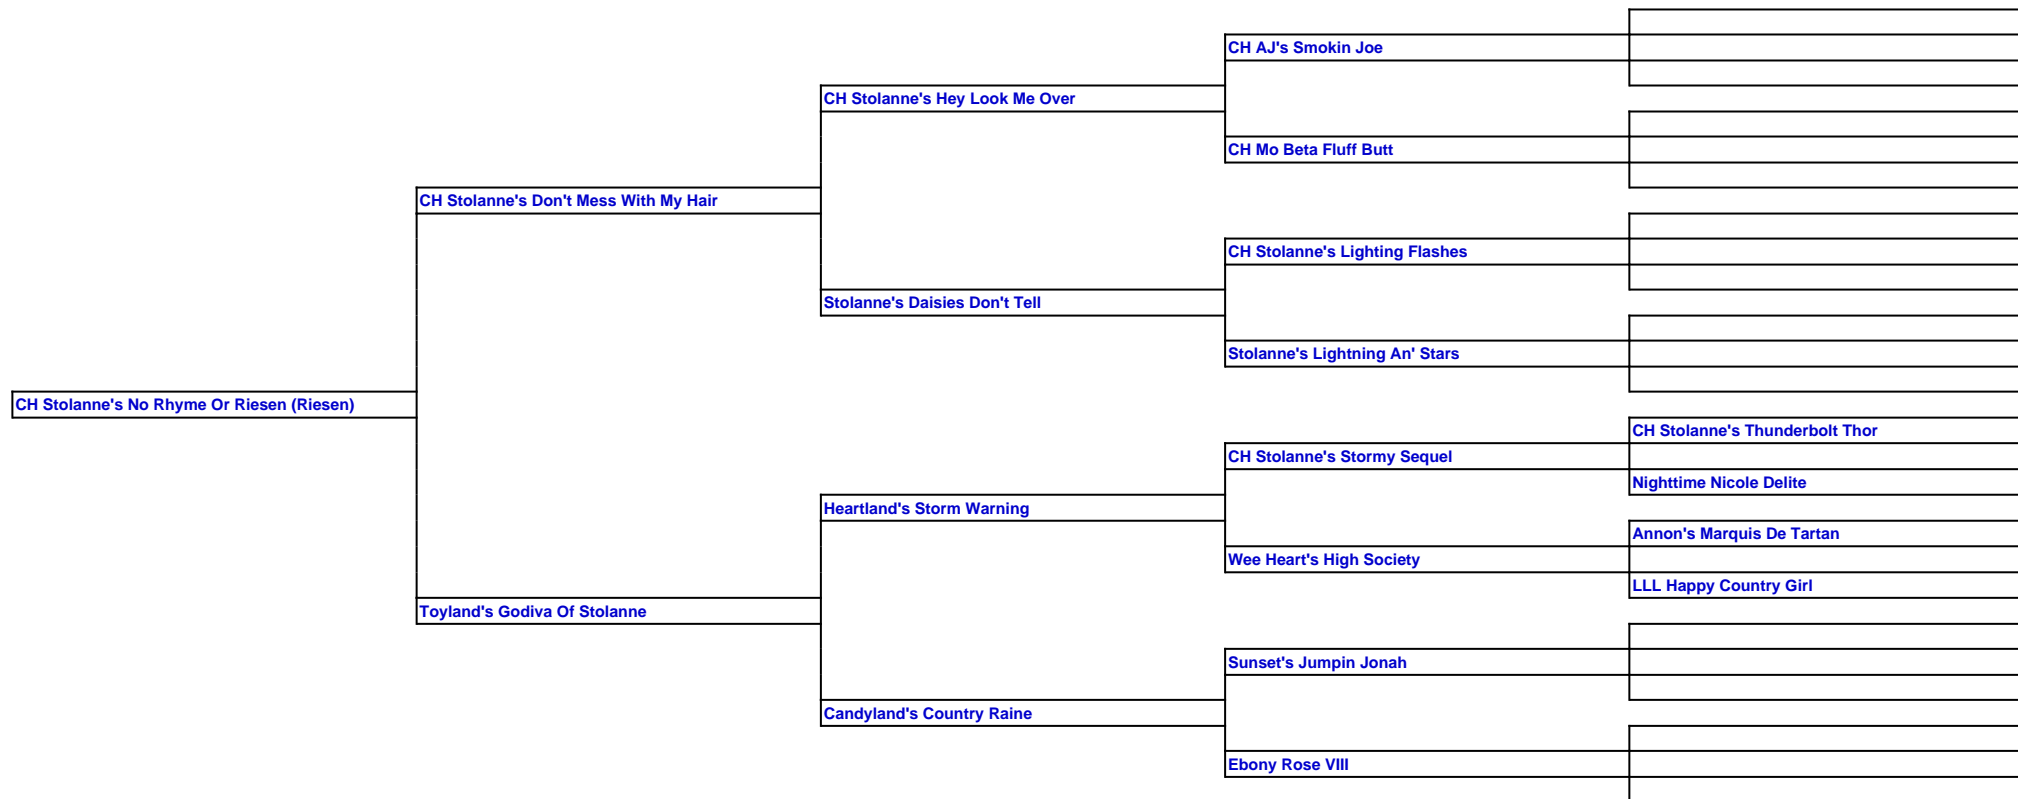 CH AJ's Smokin Joe
CH Stolanne's Hey Look Me Over
CH Mo Beta Fluff Butt
CH Stolanne's Don't Mess With My Hair
CH Stolanne's Lighting Flashes
Stolanne's Daisies Don't Tell
Stolanne's Lightning An' Stars
CH Stolanne's No Rhyme Or Riesen (Riesen)
CH Stolanne's Thunderbolt Thor
CH Stolanne's Stormy Sequel
Nighttime Nicole Delite
Heartland's Storm Warning
Annon's Marquis De Tartan
Wee Heart's High Society
LLL Happy Country Girl
Toyland's Godiva Of Stolanne
Sunset's Jumpin Jonah
Candyland's Country Raine
Ebony Rose VIII